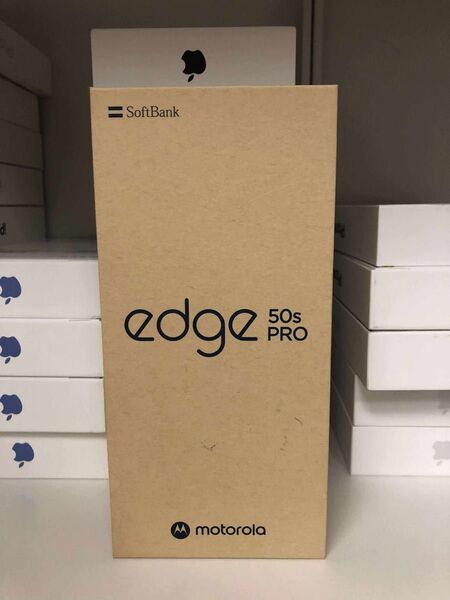 SoftBank
edge 50s
PRO
motorola